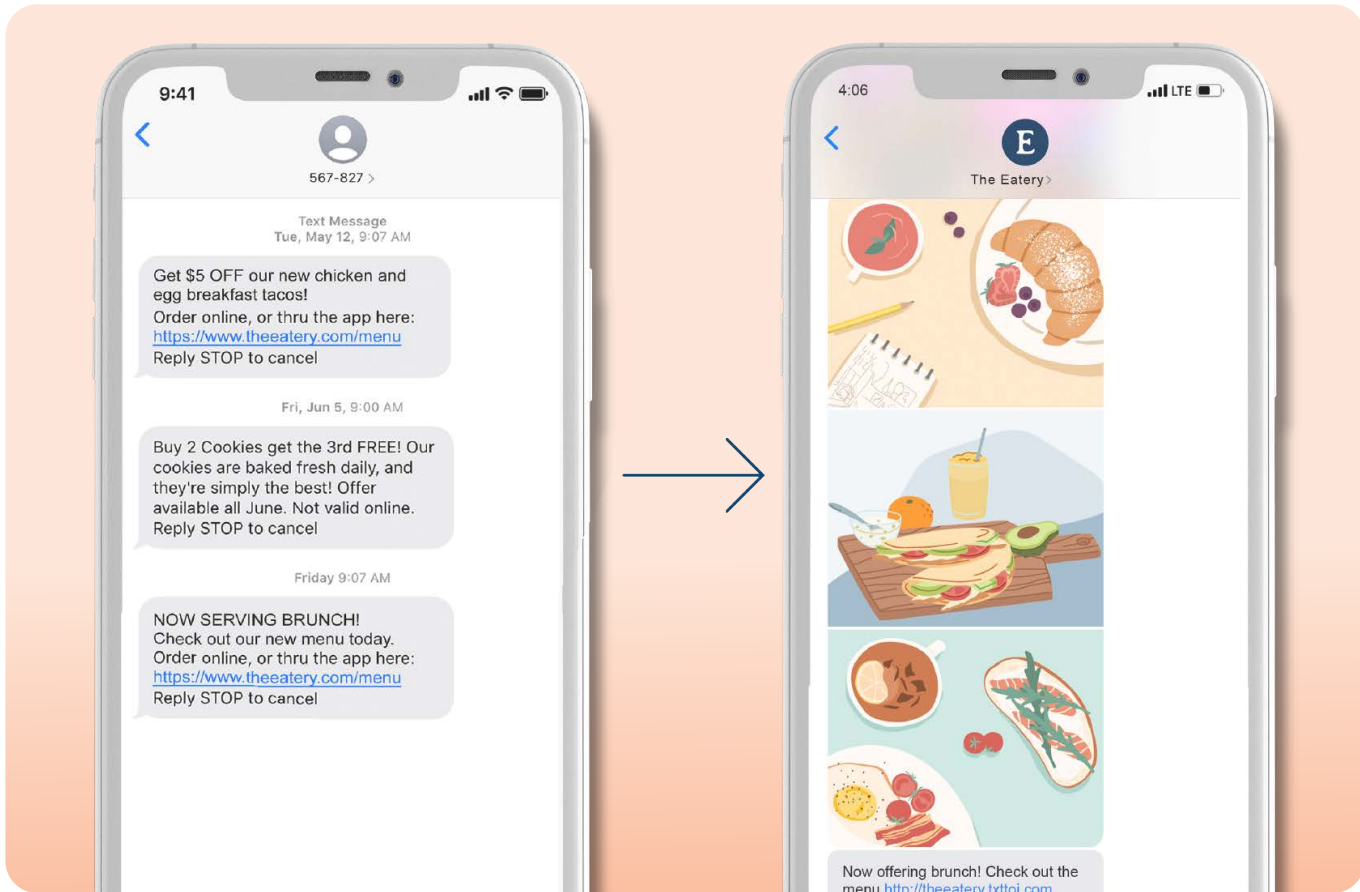 9:41
567-827 >
Text Message
Tue, May 12, 9:07 AM
Get $5 OFF our new chicken and
egg breakfast tacos!
Order online, or thru the app here:
https://www.theeatery.com/menu
Reply STOP to cancel
Fri, Jun 5, 9:00 AM
Buy 2 Cookies get the 3rd FREE! Our
cookies are baked fresh daily, and
they're simply the best! Offer
available all June. Not valid online.
Reply STOP to cancel
Friday 9:07 AM
NOW SERVING BRUNCH!
Check out our new menu today.
Order online, or thru the app here:
https://www.theeatery.com/menu
Reply STOP to cancel
4:06
LTE
E
The Eatery >
Now offering brunch! Check out the
menu http://theeatery.txttoi.com